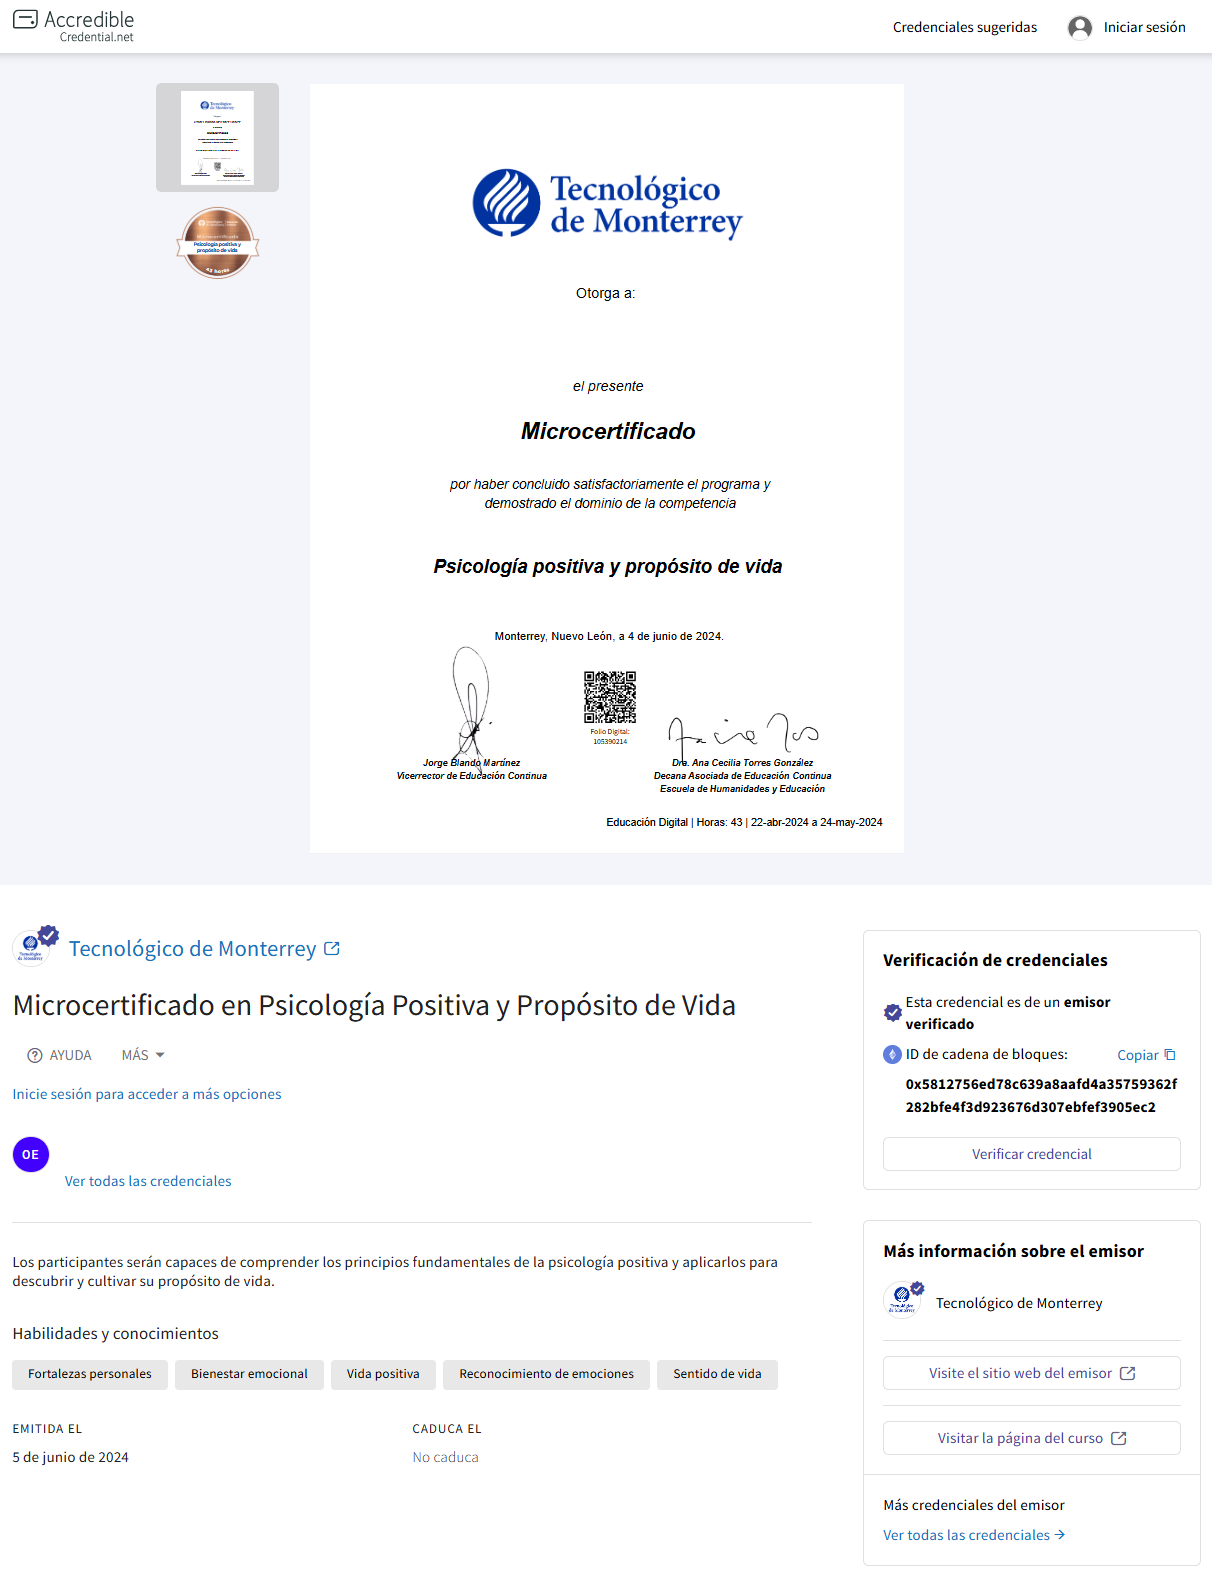 Accredible
Credential.net
Credenciales sugeridas
Iniciar sesión
Psicología positiva y
propósito de vida
43 horas
Tecnológico
de Monterrey
Otorga a:
el presente
Microcertificado
por haber concluido satisfactoriamente el programa y
demostrado el dominio de la competencia
Psicología positiva y propósito de vida
Monterrey, Nuevo León, a 4 de junio de 2024.
Folio Digital:
105390214
Jorge Blando Martínez
Vicerrector de Educación Continua
Dra. Ana Cecilia Torres González
Decana Asociada de Educación Continua
Escuela de Humanidades y Educación
Educación Digital | Horas: 43 | 22-abr-2024 a 24-may-2024
Tecnológico de Monterrey
Microcertificado en Psicología Positiva y Propósito de Vida
AYUDA
MÁS
Inicie sesión para acceder a más opciones
OE
Ver todas las credenciales
Los participantes serán capaces de comprender los principios fundamentales de la psicología positiva y aplicarlos para
descubrir y cultivar su propósito de vida.
Habilidades y conocimientos
Fortalezas personales
Bienestar emocional
Vida positiva
Reconocimiento de emociones
Sentido de vida
EMITIDA EL
5 de junio de 2024
CADUCA EL
No caduca
Verificación de credenciales
Esta credencial es de un emisor
verificado
ID de cadena de bloques:
Copiar
0x5812756ed78c639a8aafd4a35759362f
282bfe4f3d923676d307ebfef3905ec2
Verificar credencial
Más información sobre el emisor
Tecnológico de Monterrey
Visite el sitio web del emisor
Visitar la página del curso
Más credenciales del emisor
Ver todas las credenciales